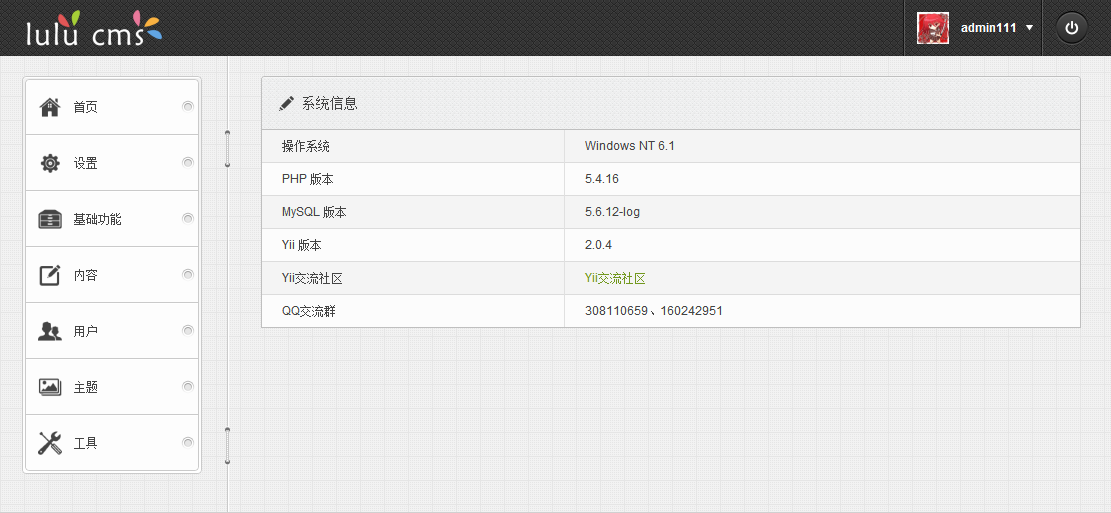 lulu cms
admin111
首页
设置
基础功能
内容
用户
主题
工具
系统信息
操作系统 Windows NT 6.1
PHP 版本 5.4.16
MySQL 版本 5.6.12-log
Yii 版本 2.0.4
Yii交流社区 Yii交流社区
QQ交流群 308110659、160242951